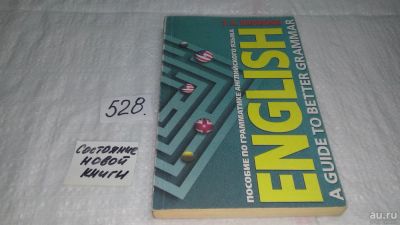 528.
Состояние
новой
книги
ПОСОБИЕ ПО ГРАММАТИКЕ АНГЛИЙСКОГО ЯЗЫКА
ENGLISH
A GUIDE TO BETTER GRAMMAR
au.ru